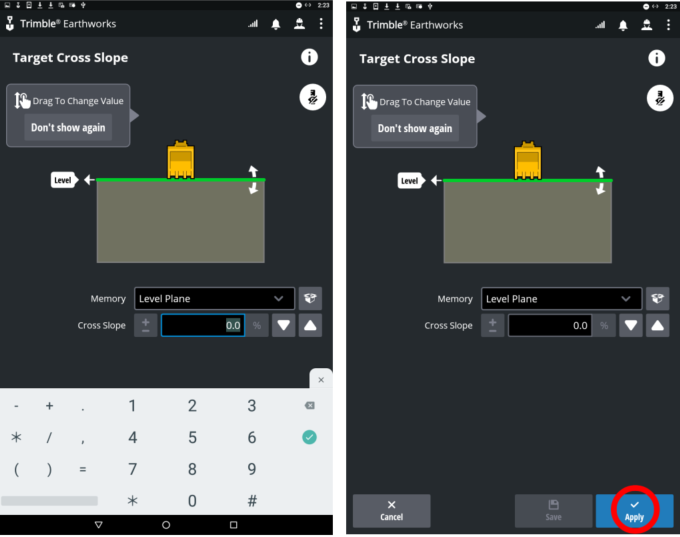 2:23
Trimble® Earthworks
Target Cross Slope
Drag To Change Value
Don't show again
Level
Memory
Level Plane
Cross Slope
+
-
0.0
%
×
- + . 1 2 3
* / , 4 5 6
( ) = 7 8 9
* 0 #
2:23
Trimble® Earthworks
Target Cross Slope
Drag To Change Value
Don't show again
Level
Memory
Level Plane
Cross Slope
+
-
0.0
%
Cancel
Save
Apply